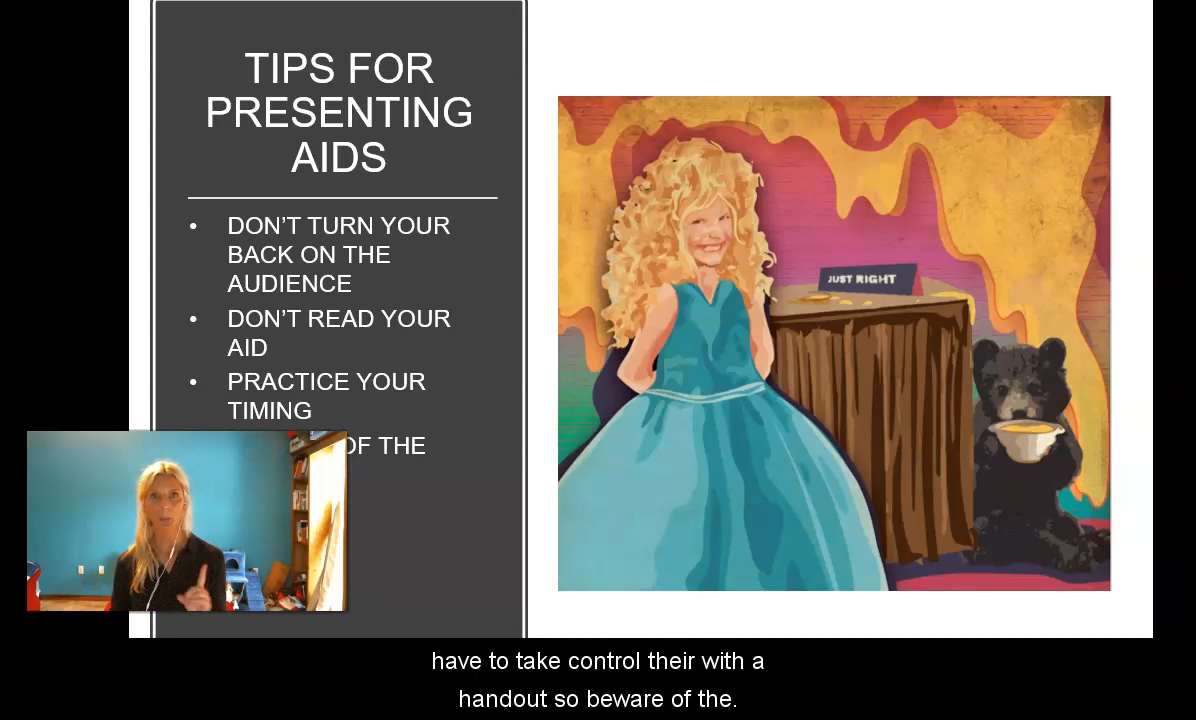 TIPS FOR
PRESENTING
AIDS
• DON'T TURN YOUR
BACK ON THE
AUDIENCE
• DON'T READ YOUR
AID
• PRACTICE YOUR
TIMING
OF THE
JUST RIGHT
have to take control their with a
handout so beware of the.